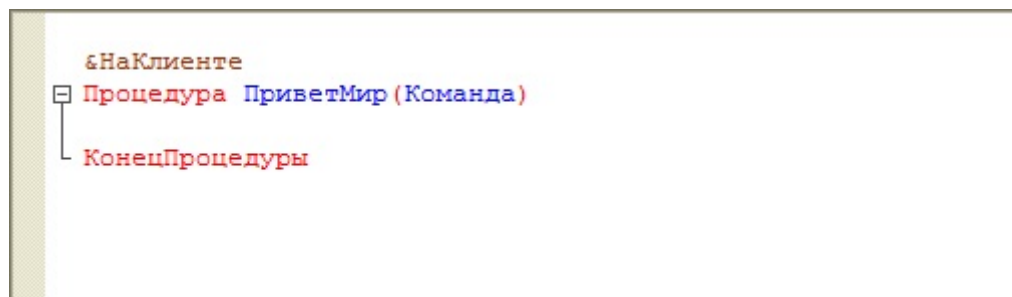 &НаКлиенте
Процедура ПриветМир(Команда)
КонецПроцедуры